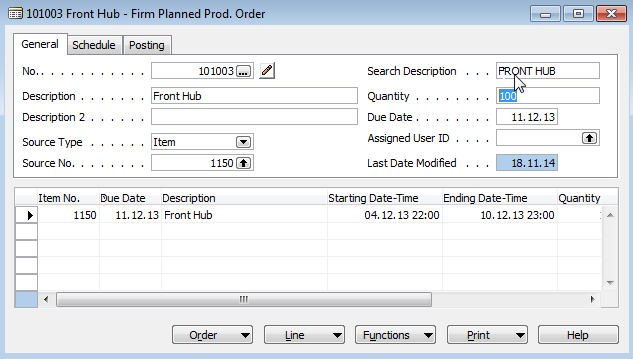 101003 Front Hub - Firm Planned Prod. Order
General Schedule Posting
No. . . . . . . . . . . 101003 ... Search Description . . . FRONT HUB
Description . . . . . . Front Hub Quantity . . . . . . . . 100
Description 2 . . . . . Due Date . . . . . . . . 11.12.13
Source Type . . . . . . Item Assigned User ID . . . .
Source No. . . . . . . . 1150 Last Date Modified . . . 18.11.14
Item No. Due Date Description Starting Date-Time Ending Date-Time Quantity
1150 11.12.13 Front Hub 04.12.13 22:00 10.12.13 23:00
Order Line Functions Print Help